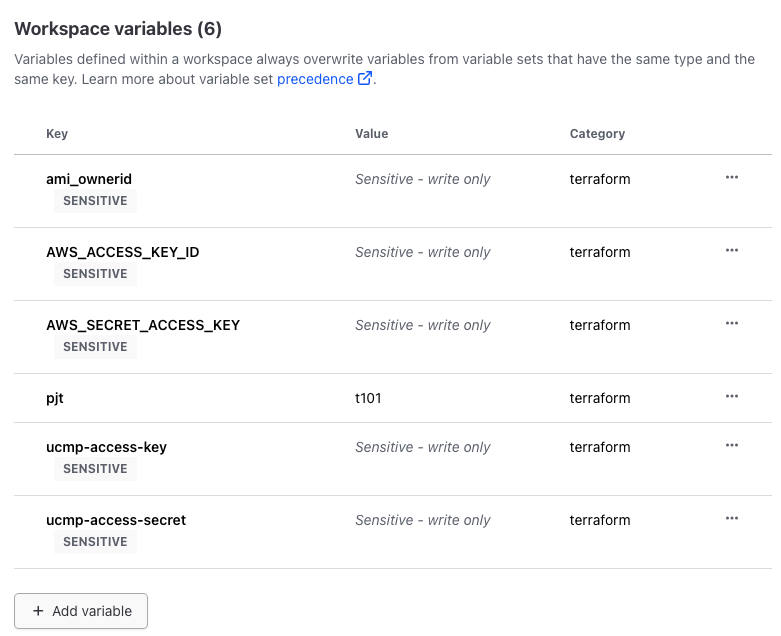 Workspace variables (6)
Variables defined within a workspace always overwrite variables from variable sets that have the same type and the
same key. Learn more about variable set precedence.
Key Value Category
ami_ownerid Sensitive - write only terraform ···
SENSITIVE
AWS_ACCESS_KEY_ID Sensitive - write only terraform ···
SENSITIVE
AWS_SECRET_ACCESS_KEY Sensitive - write only terraform ···
SENSITIVE
pjt t101 terraform ···
ucmp-access-key Sensitive - write only terraform ···
SENSITIVE
ucmp-access-secret Sensitive - write only terraform ···
SENSITIVE
+ Add variable